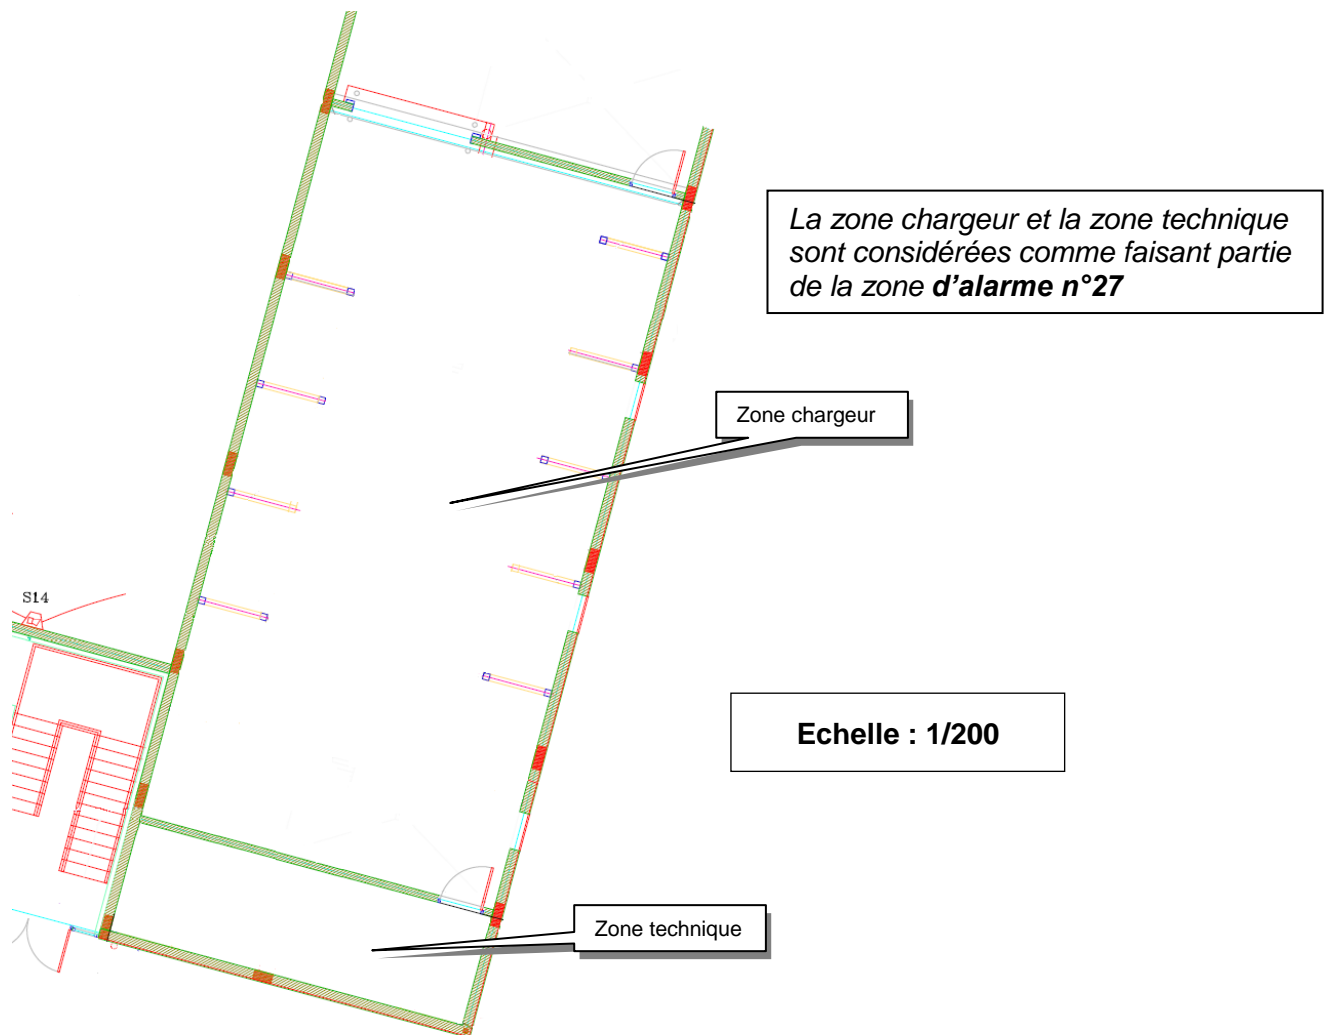 La zone chargeur et la zone technique
sont considérées comme faisant partie
de la zone d’alarme n°27
Zone chargeur
S14
Echelle : 1/200
Zone technique